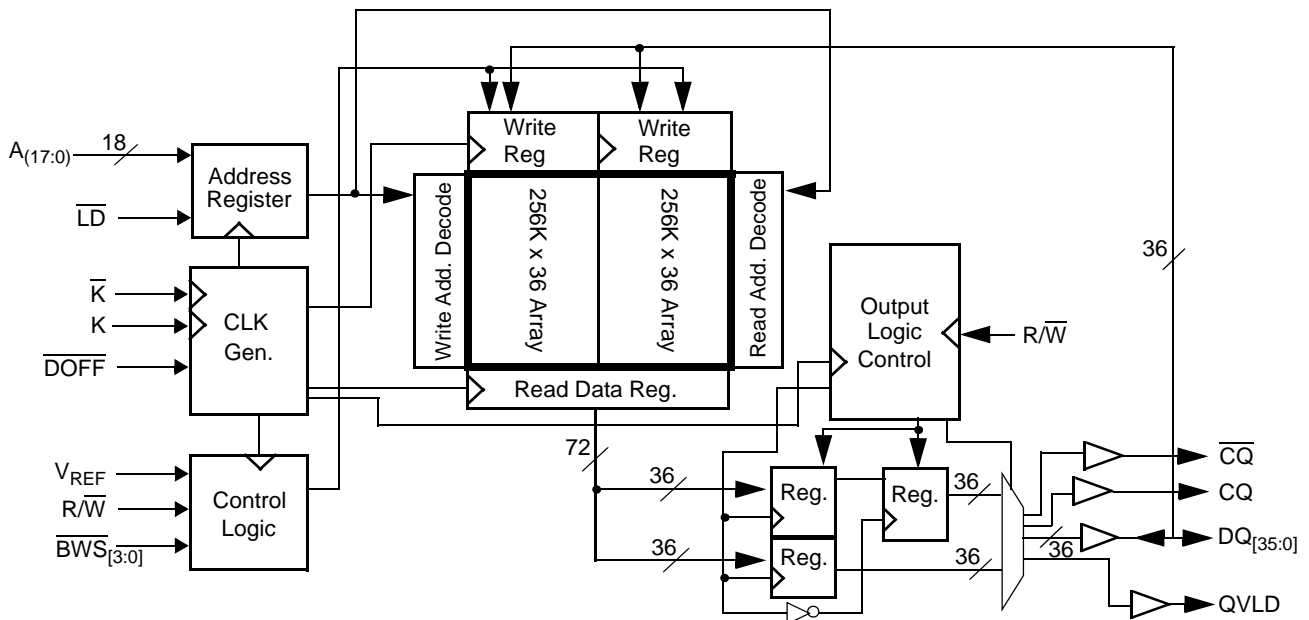 A(17:0)
18
LD
Address
Register
K
K
DOFF
CLK
Gen.
VREF
R/W
BWS[3:0]
Control
Logic
Write
Reg
Write
Reg
Write Add. Decode
256K x 36 Array
256K x 36 Array
Read Add. Decode
Read Data Reg.
72
36
36
Reg.
Reg.
Reg.
36
36
Output
Logic
Control
R/W
36
36
CQ
CQ
DQ[35:0]
QVLD